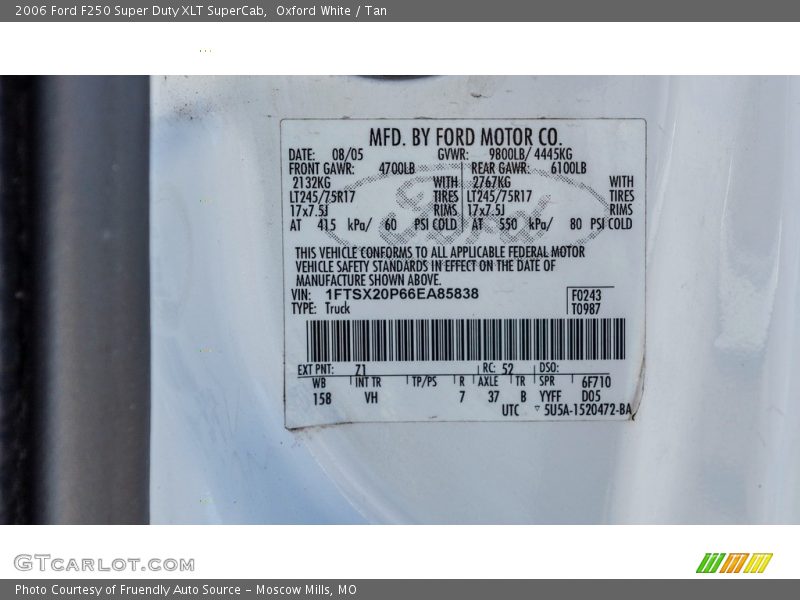 2006 Ford F250 Super Duty XLT SuperCab, Oxford White / Tan
MFD. BY FORD MOTOR CO.
DATE: 08/05 GVWR: 9800LB/ 4445KG
FRONT GAWR: 4700LB REAR GAWR: 6100LB
2132KG WITH 2767KG WITH
LT245/75R17 TIRES LT245/75R17 TIRES
17x7.5J RIMS 17x7.5J RIMS
AT 415 kPa/ 60 PSI COLD AT 550 kPa/ 80 PSI COLD
THIS VEHICLE CONFORMS TO ALL APPLICABLE FEDERAL MOTOR
VEHICLE SAFETY STANDARDS IN EFFECT ON THE DATE OF
MANUFACTURE SHOWN ABOVE.
VIN: 1FTSX20P66EA85838 F0243
TYPE: Truck T0987
EXT PNT: Z1 RC: 52 DSO:
WB INT TR TP/PS R AXLE TR SPR 6F710
158 VH 7 37 B YYFF D05
UTC 5U5A-1520472-BA
Ford
GTCARLOT.COM
Photo Courtesy of Fruendly Auto Source - Moscow Mills, MO